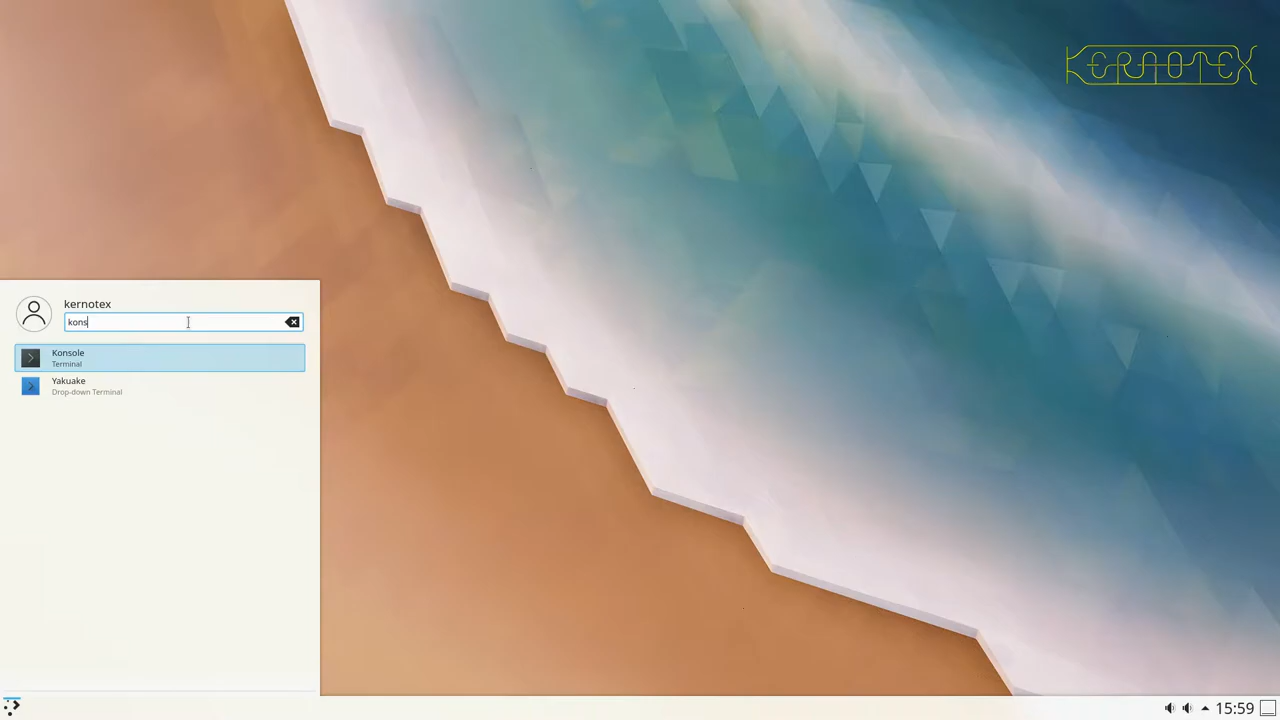 KERNOTEX
kernotex
kons
Konsole
Terminal
Yakuake
Drop-down Terminal
15:59